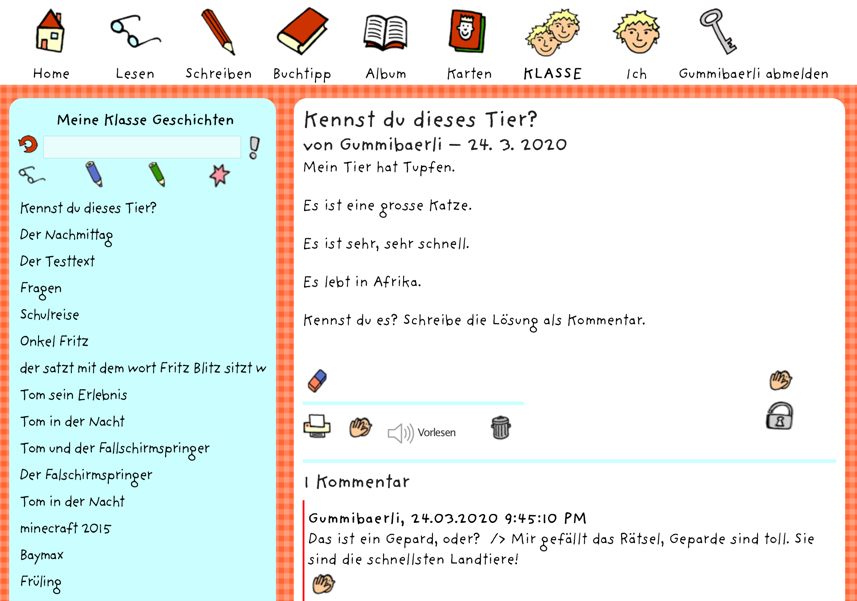 Home
Lesen
Schreiben
Buchtipp
Album
Karten
KLASSE
Ich
Gummibaerli abmelden
Meine Klasse Geschichten
Kennst du dieses Tier?
Der Nachmittag
Der Testtext
Fragen
Schulreise
Onkel Fritz
der satzt mit dem wort Fritz Blitz sitzt w
Tom sein Erlebnis
Tom in der Nacht
Tom und der Fallschirmspringer
Der Falschirmspringer
Tom in der Nacht
minecraft 2015
Baymax
Früling
Kennst du dieses Tier?
von Gummibaerli – 24. 3. 2020
Mein Tier hat Tupfen.
Es ist eine grosse Katze.
Es ist sehr, sehr schnell.
Es lebt in Afrika.
Kennst du es? Schreibe die Lösung als Kommentar.
Vorlesen
1 Kommentar
Gummibaerli, 24.03.2020 9:45:10 PM
Das ist ein Gepard, oder? /> Mir gefällt das Rätsel, Geparde sind toll. Sie
sind die schnellsten Landtiere!